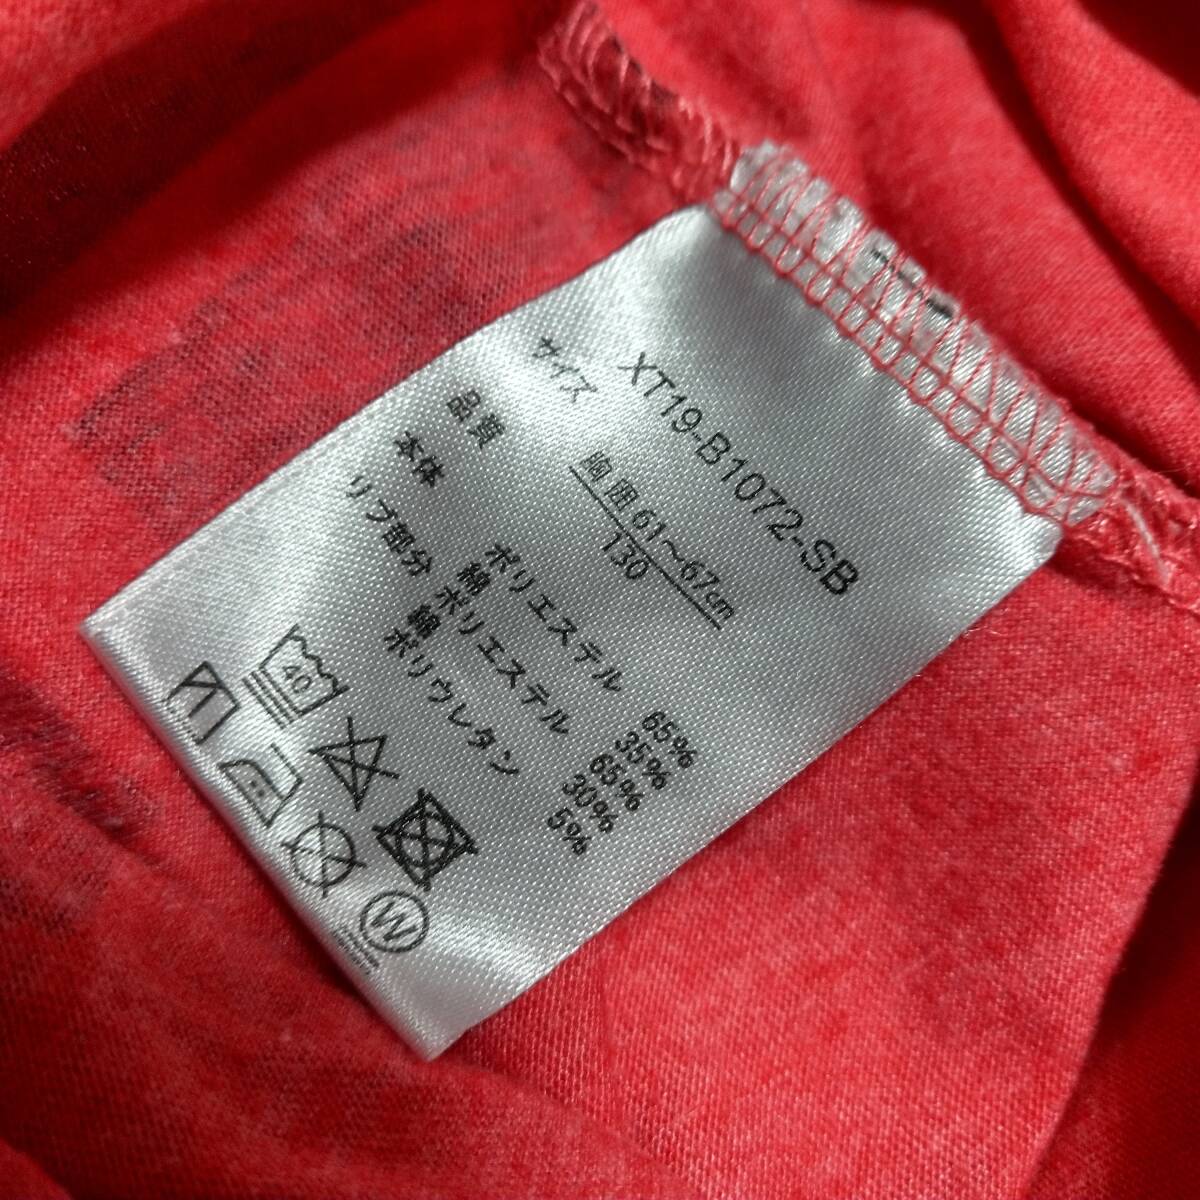 XT19-B1072-SB
サイズ 胸囲 61～67cm
130
品質
本体 ポリエステル 65%
綿 35%
リブ部分 ポリエステル 65%
綿 30%
ポリウレタン 5%
40
W